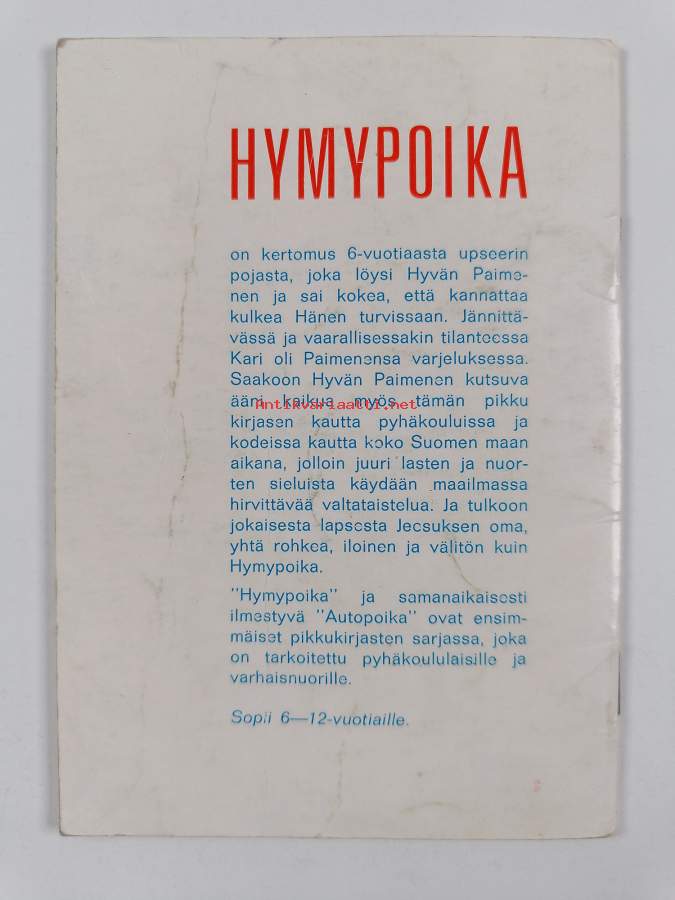 HYMYPOIKA
on kertomus 6-vuotiaasta upseerin
pojasta, joka löysi Hyvän Paime-
nen ja sai kokea, että kannattaa
kulkea Hänen turvissaan. Jännittä-
vässä ja vaarallisessakin tilanteessa
Kari oli Paimenensa varjeluksessa.
Saakoon Hyvän Paimenen kutsuva
ääni kaikua myös tämän pikku
Antikvariaatti.net
kirjasen kautta pyhäkouluissa ja
kodeissa kautta koko Suomen maan
aikana, jolloin juuri lasten ja nuor-
ten sieluista käydään maailmassa
hirvittävää valtataistelua. Ja tulkoon
jokaisesta lapsesta Jeesuksen oma,
yhtä rohkea, iloinen ja välitön kuin
Hymypoika.
"Hymypoika" ja samanaikaisesti
ilmestyvä "Autopoika" ovat ensim-
mäiset pikkukirjasten sarjassa, joka
on tarkoitettu pyhäkoululaisille ja
varhaisnuorille.
Sopii 6—12-vuotiaille.